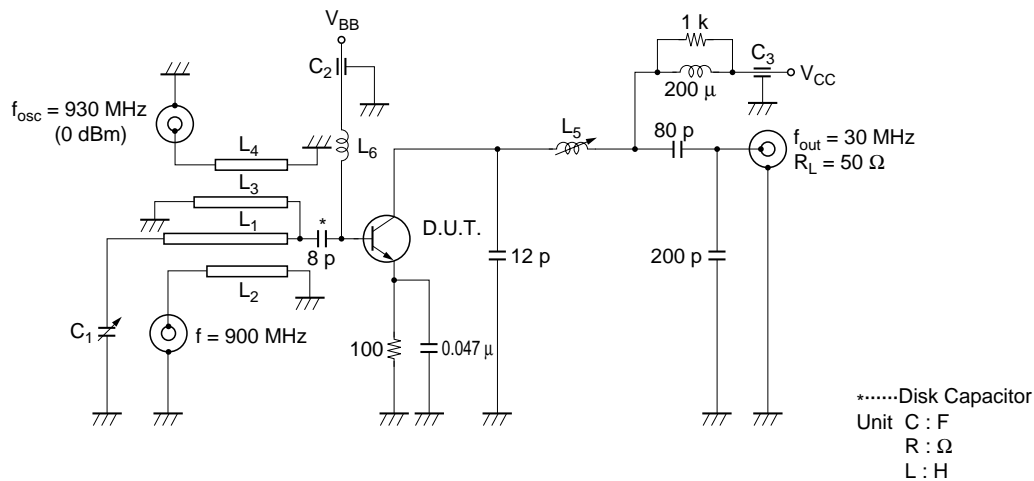 V_BB
C_2
1 k
C_3
V_CC
200 μ
f_osc = 930 MHz
(0 dBm)
L_6
L_5
80 p
f_out = 30 MHz
R_L = 50 Ω
L_4
L_3
L_1
*
8 p
D.U.T.
12 p
200 p
L_2
C_1
f = 900 MHz
100
0.047 μ
*······Disk Capacitor
Unit C : F
R : Ω
L : H